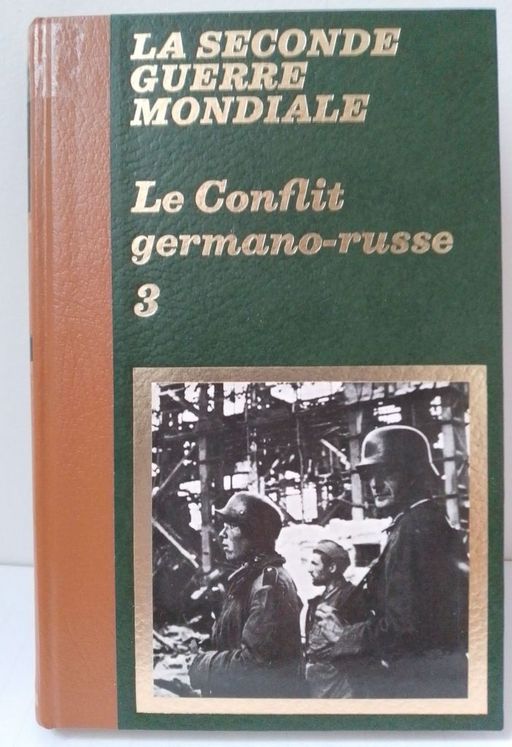 LA SECONDE
GUERRE
MONDIALE
Le Conflit
germano-russe
3